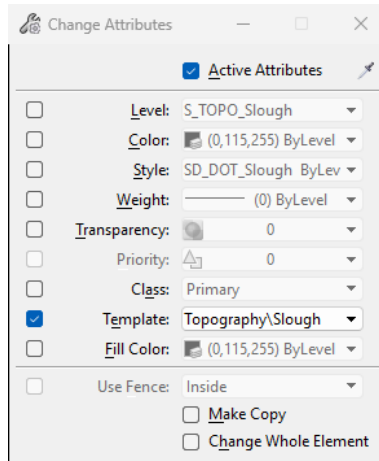 Change Attributes
Active Attributes
Level: S_TOPO_Slough
Color: (0,115,255) ByLevel
Style: SD_DOT_Slough ByLev
Weight: (0) ByLevel
Transparency: 0
Priority: 0
Class: Primary
Template: Topography\Slough
Fill Color: (0,115,255) ByLevel
Use Fence: Inside
Make Copy
Change Whole Element